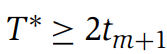 T* ≥ 2t_{m+1}